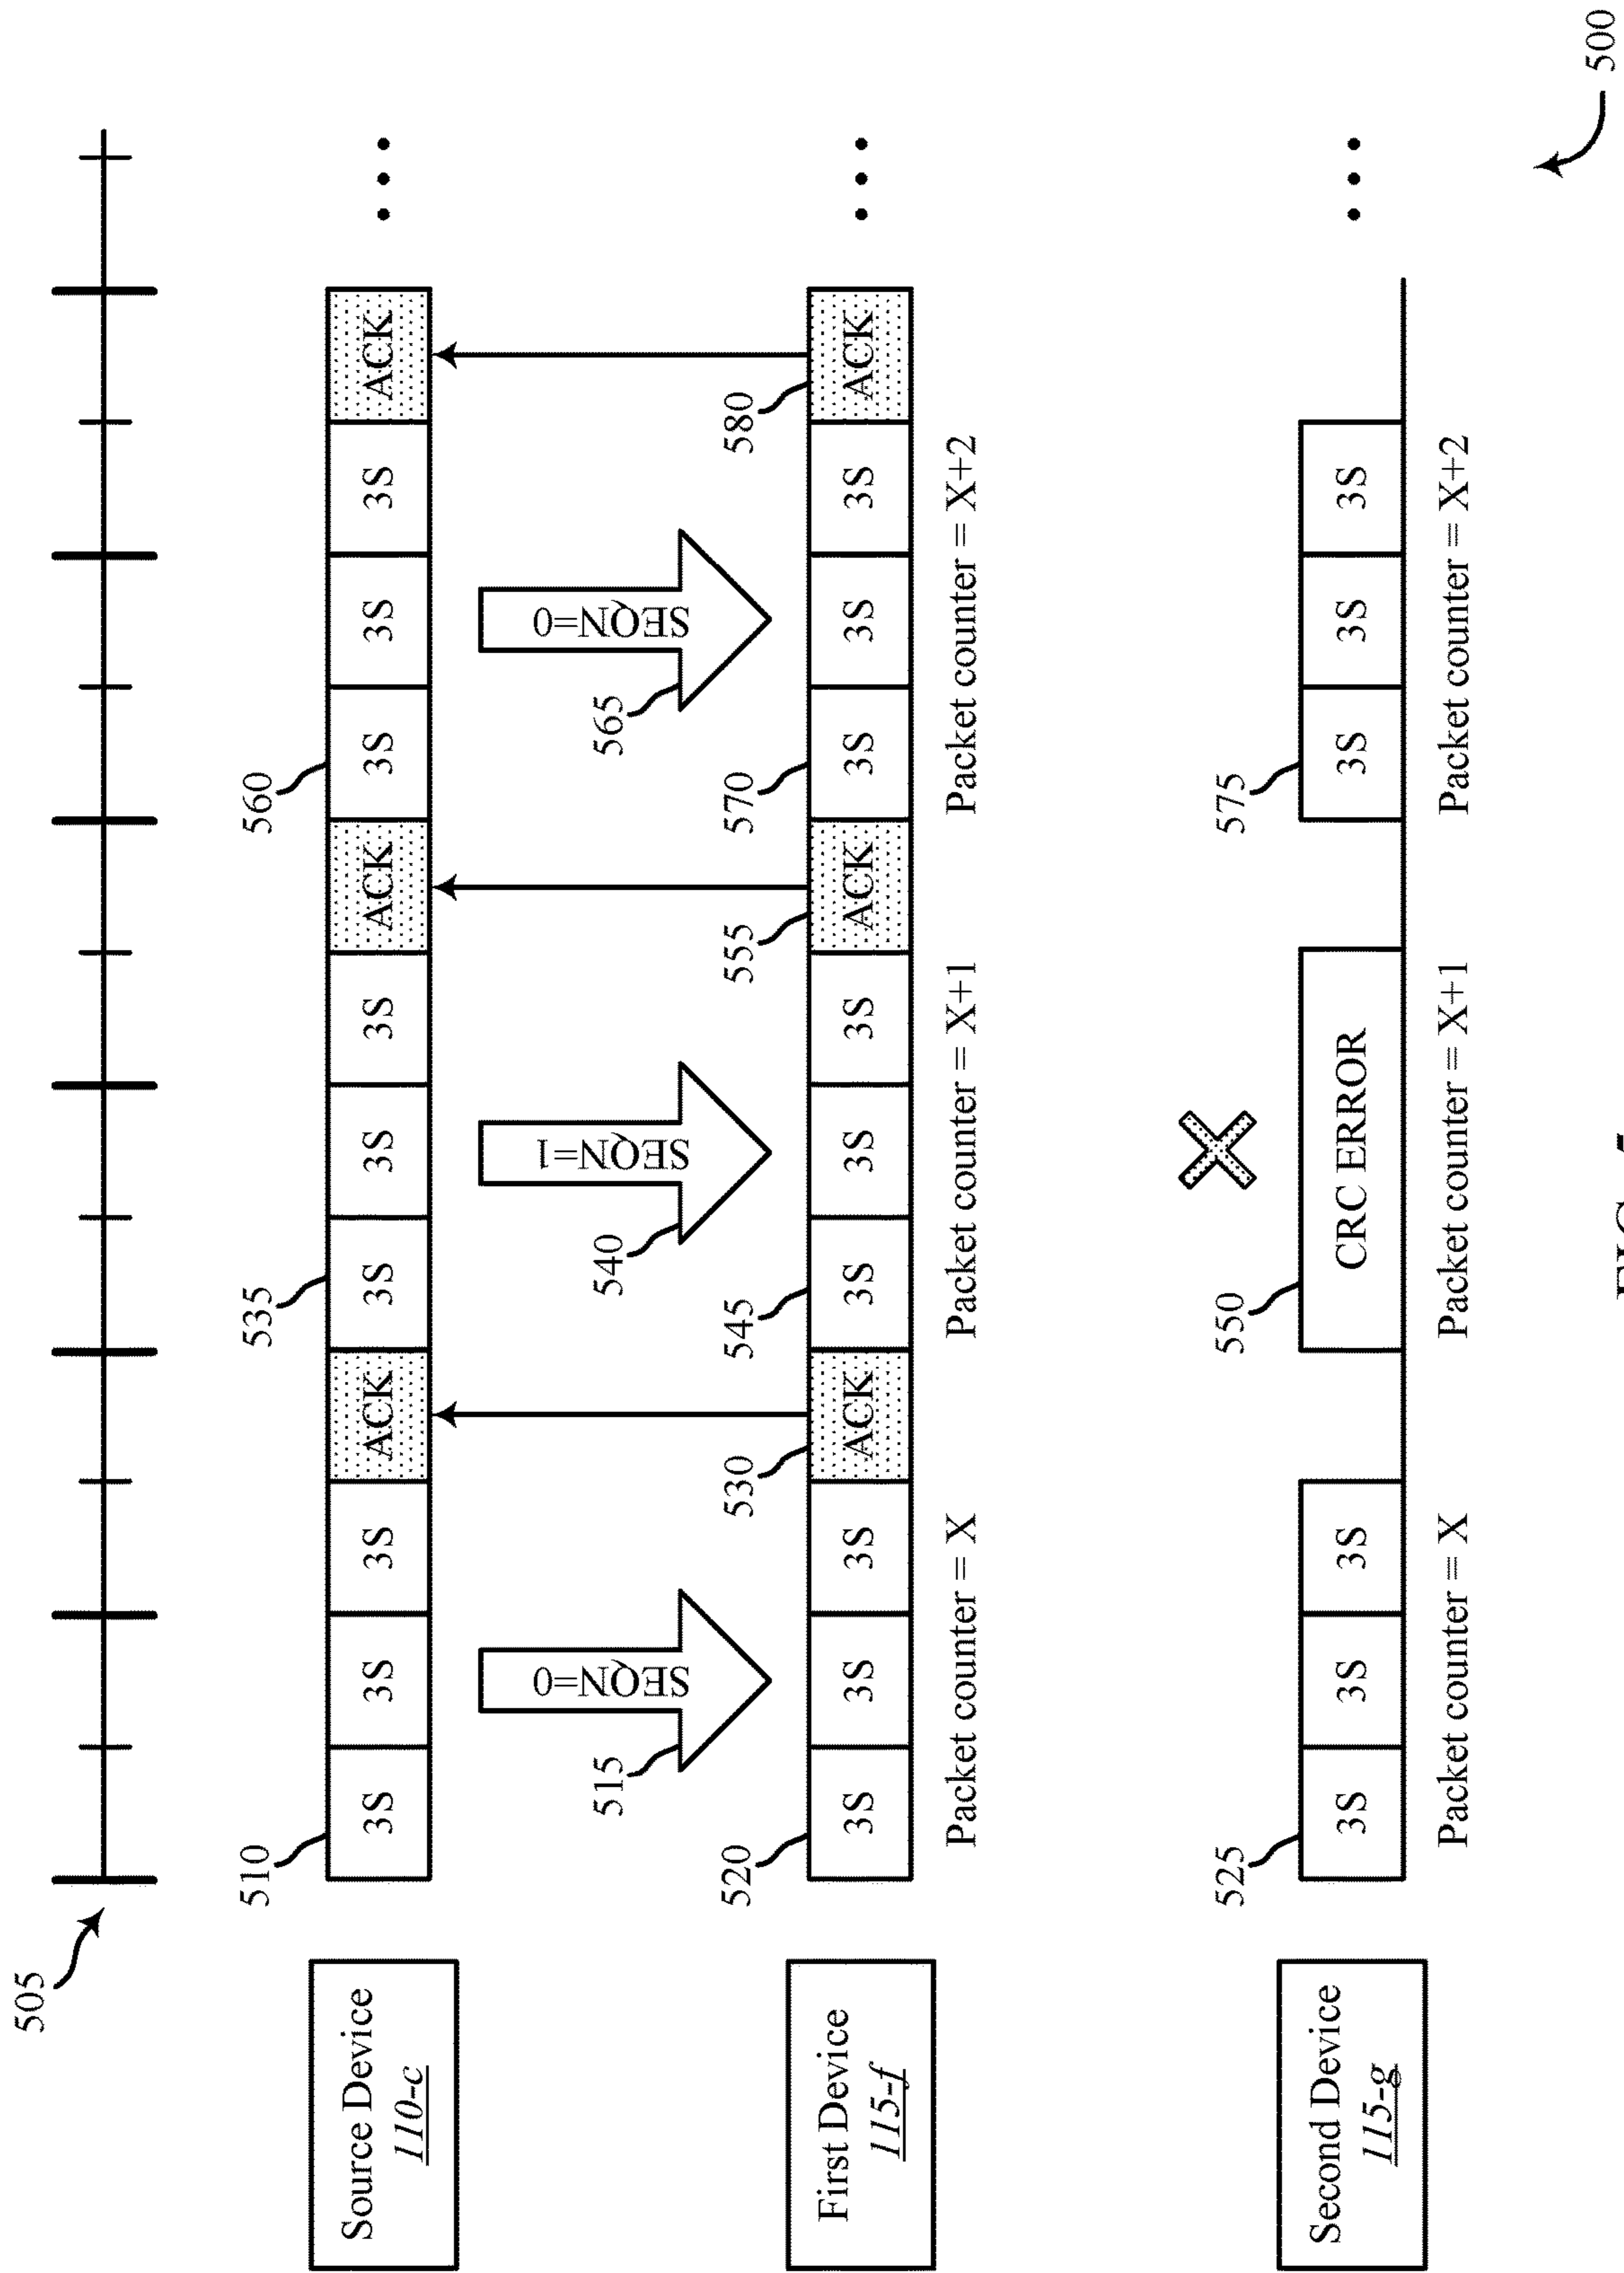 505
510
535
560
Source Device
110-c
3S 3S 3S ACK 3S 3S 3S ACK 3S 3S 3S ACK
515
SEQN=0
540
SEQN=1
565
SEQN=0
520
530
545
555
570
580
First Device
115-f
3S 3S 3S ACK 3S 3S 3S ACK 3S 3S 3S ACK
Packet counter = X
Packet counter = X+1
Packet counter = X+2
525
550
575
Second Device
115-g
3S 3S 3S CRC ERROR 3S 3S 3S
Packet counter = X
Packet counter = X+1
Packet counter = X+2
500